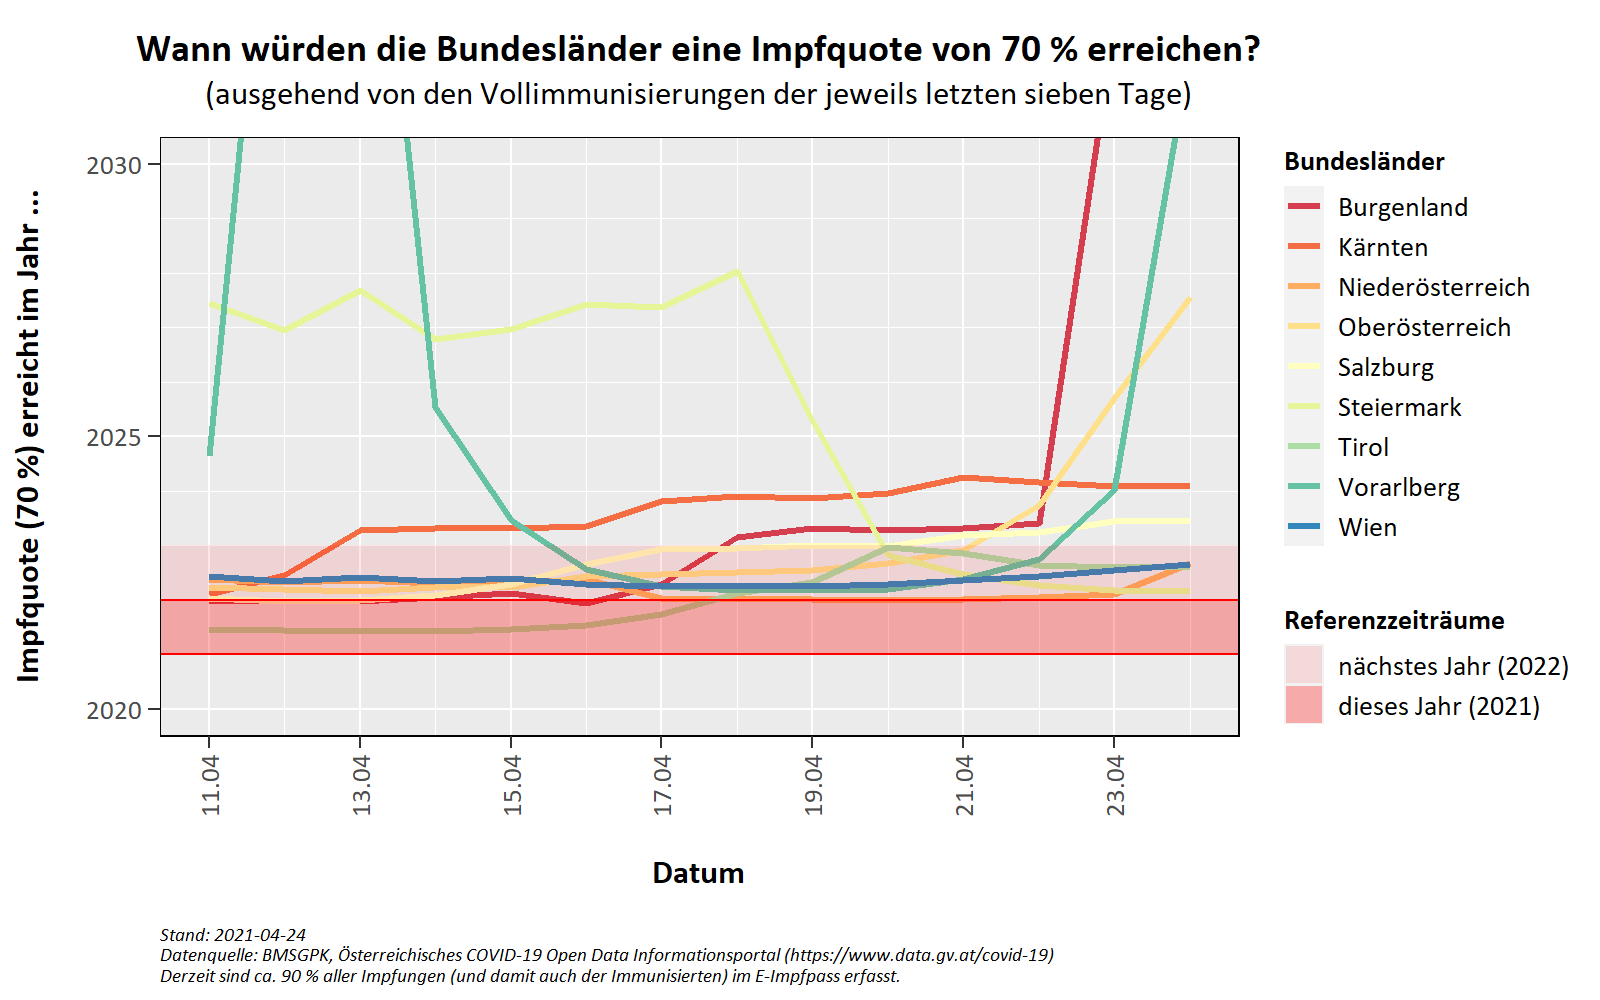 Wann würden die Bundesländer eine Impfquote von 70 % erreichen?
(ausgehend von den Vollimmunisierungen der jeweils letzten sieben Tage)
Impfquote (70 %) erreicht im Jahr ...
2030
2025
2020
11.04
13.04
15.04
17.04
19.04
21.04
23.04
Datum
Bundesländer
Burgenland
Kärnten
Niederösterreich
Oberösterreich
Salzburg
Steiermark
Tirol
Vorarlberg
Wien
Referenzzeiträume
nächstes Jahr (2022)
dieses Jahr (2021)
Stand: 2021-04-24
Datenquelle: BMSGPK, Österreichisches COVID-19 Open Data Informationsportal (https://www.data.gv.at/covid-19)
Derzeit sind ca. 90 % aller Impfungen (und damit auch der Immunisierten) im E-Impfpass erfasst.